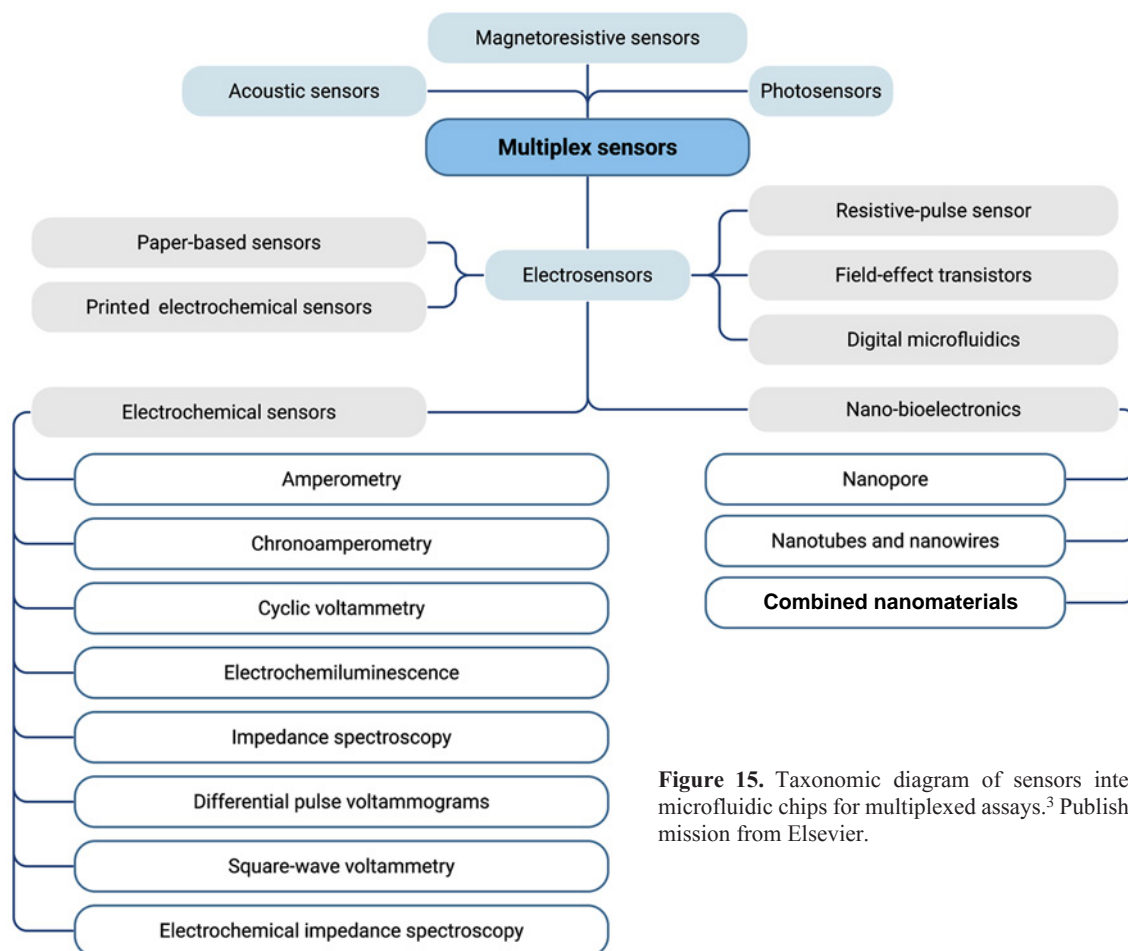 Magnetoresistive sensors
Acoustic sensors
Photosensors
Multiplex sensors
Paper-based sensors
Printed electrochemical sensors
Electrosensors
Resistive-pulse sensor
Field-effect transistors
Digital microfluidics
Electrochemical sensors
Amperometry
Chronoamperometry
Cyclic voltammetry
Electrochemiluminescence
Impedance spectroscopy
Differential pulse voltammograms
Square-wave voltammetry
Electrochemical impedance spectroscopy
Nano-bioelectronics
Nanopore
Nanotubes and nanowires
Combined nanomaterials
Figure 15. Taxonomic diagram of sensors inte
microfluidic chips for multiplexed assays.³ Publish
mission from Elsevier.